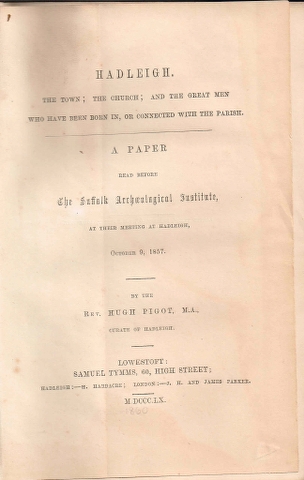 HADLEIGH.
THE TOWN; THE CHURCH; AND THE GREAT MEN
WHO HAVE BEEN BORN IN, OR CONNECTED WITH THE PARISH.
A PAPER
READ BEFORE
The Suffolk Archæological Institute,
AT THEIR MEETING AT HADLEIGH,
OCTOBER 6, 1857.
BY THE
REV. HUGH PIGOT, M.A.,
CURATE OF HADLEIGH.
LOWESTOFT:
SAMUEL TYMMS, 60, HIGH STREET;
HADLEIGH:—H. HARDACRE; LONDON:—J. H. AND JAMES PARKER.
M.DCCC.LX.
1860